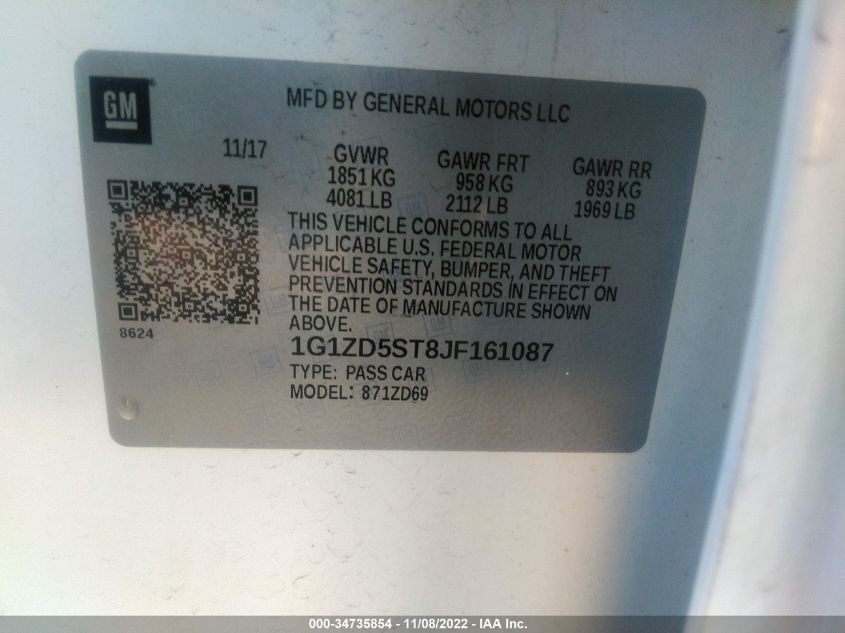 GM
MFD BY GENERAL MOTORS LLC
11/17
GVWR GAWR FRT GAWR RR
1851 KG 958 KG 893 KG
4081 LB 2112 LB 1969 LB
THIS VEHICLE CONFORMS TO ALL
APPLICABLE U.S. FEDERAL MOTOR
VEHICLE SAFETY, BUMPER, AND THEFT
PREVENTION STANDARDS IN EFFECT ON
THE DATE OF MANUFACTURE SHOWN
ABOVE.
8624
1G1ZD5ST8JF161087
TYPE: PASS CAR
MODEL: 871ZD69
000-34735854 - 11/08/2022 - IAA Inc.